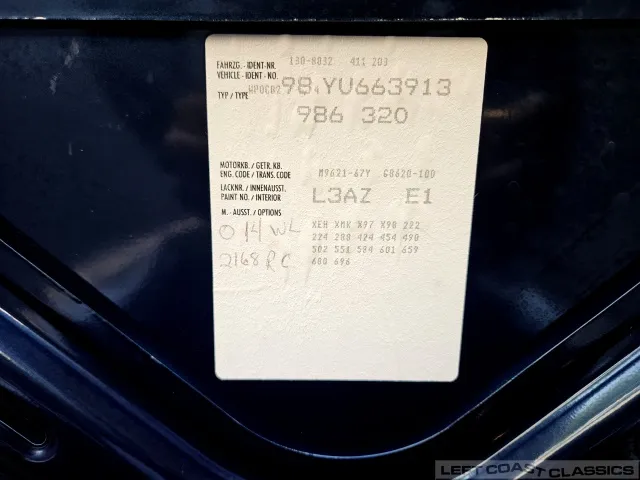 FAHRZG.-IDENT-NR. 130-8032 411 203
VEHICLE-IDENT-NO. WP0CB2 98 YU663913
TYP / TYPE 986 320
MOTORKB. / GETR. KB.
ENG. CODE / TRANS. CODE M9621-67Y G8620-100
LACKNR. / INNENAUSST.
PAINT NO. / INTERIOR L3AZ E1
M.-AUSST. / OPTIONS XEH XMK X97 X98 222
014 WL 224 288 424 454 490
502 551 584 601 659
2168 RC 680 696
LEFT COAST CLASSICS